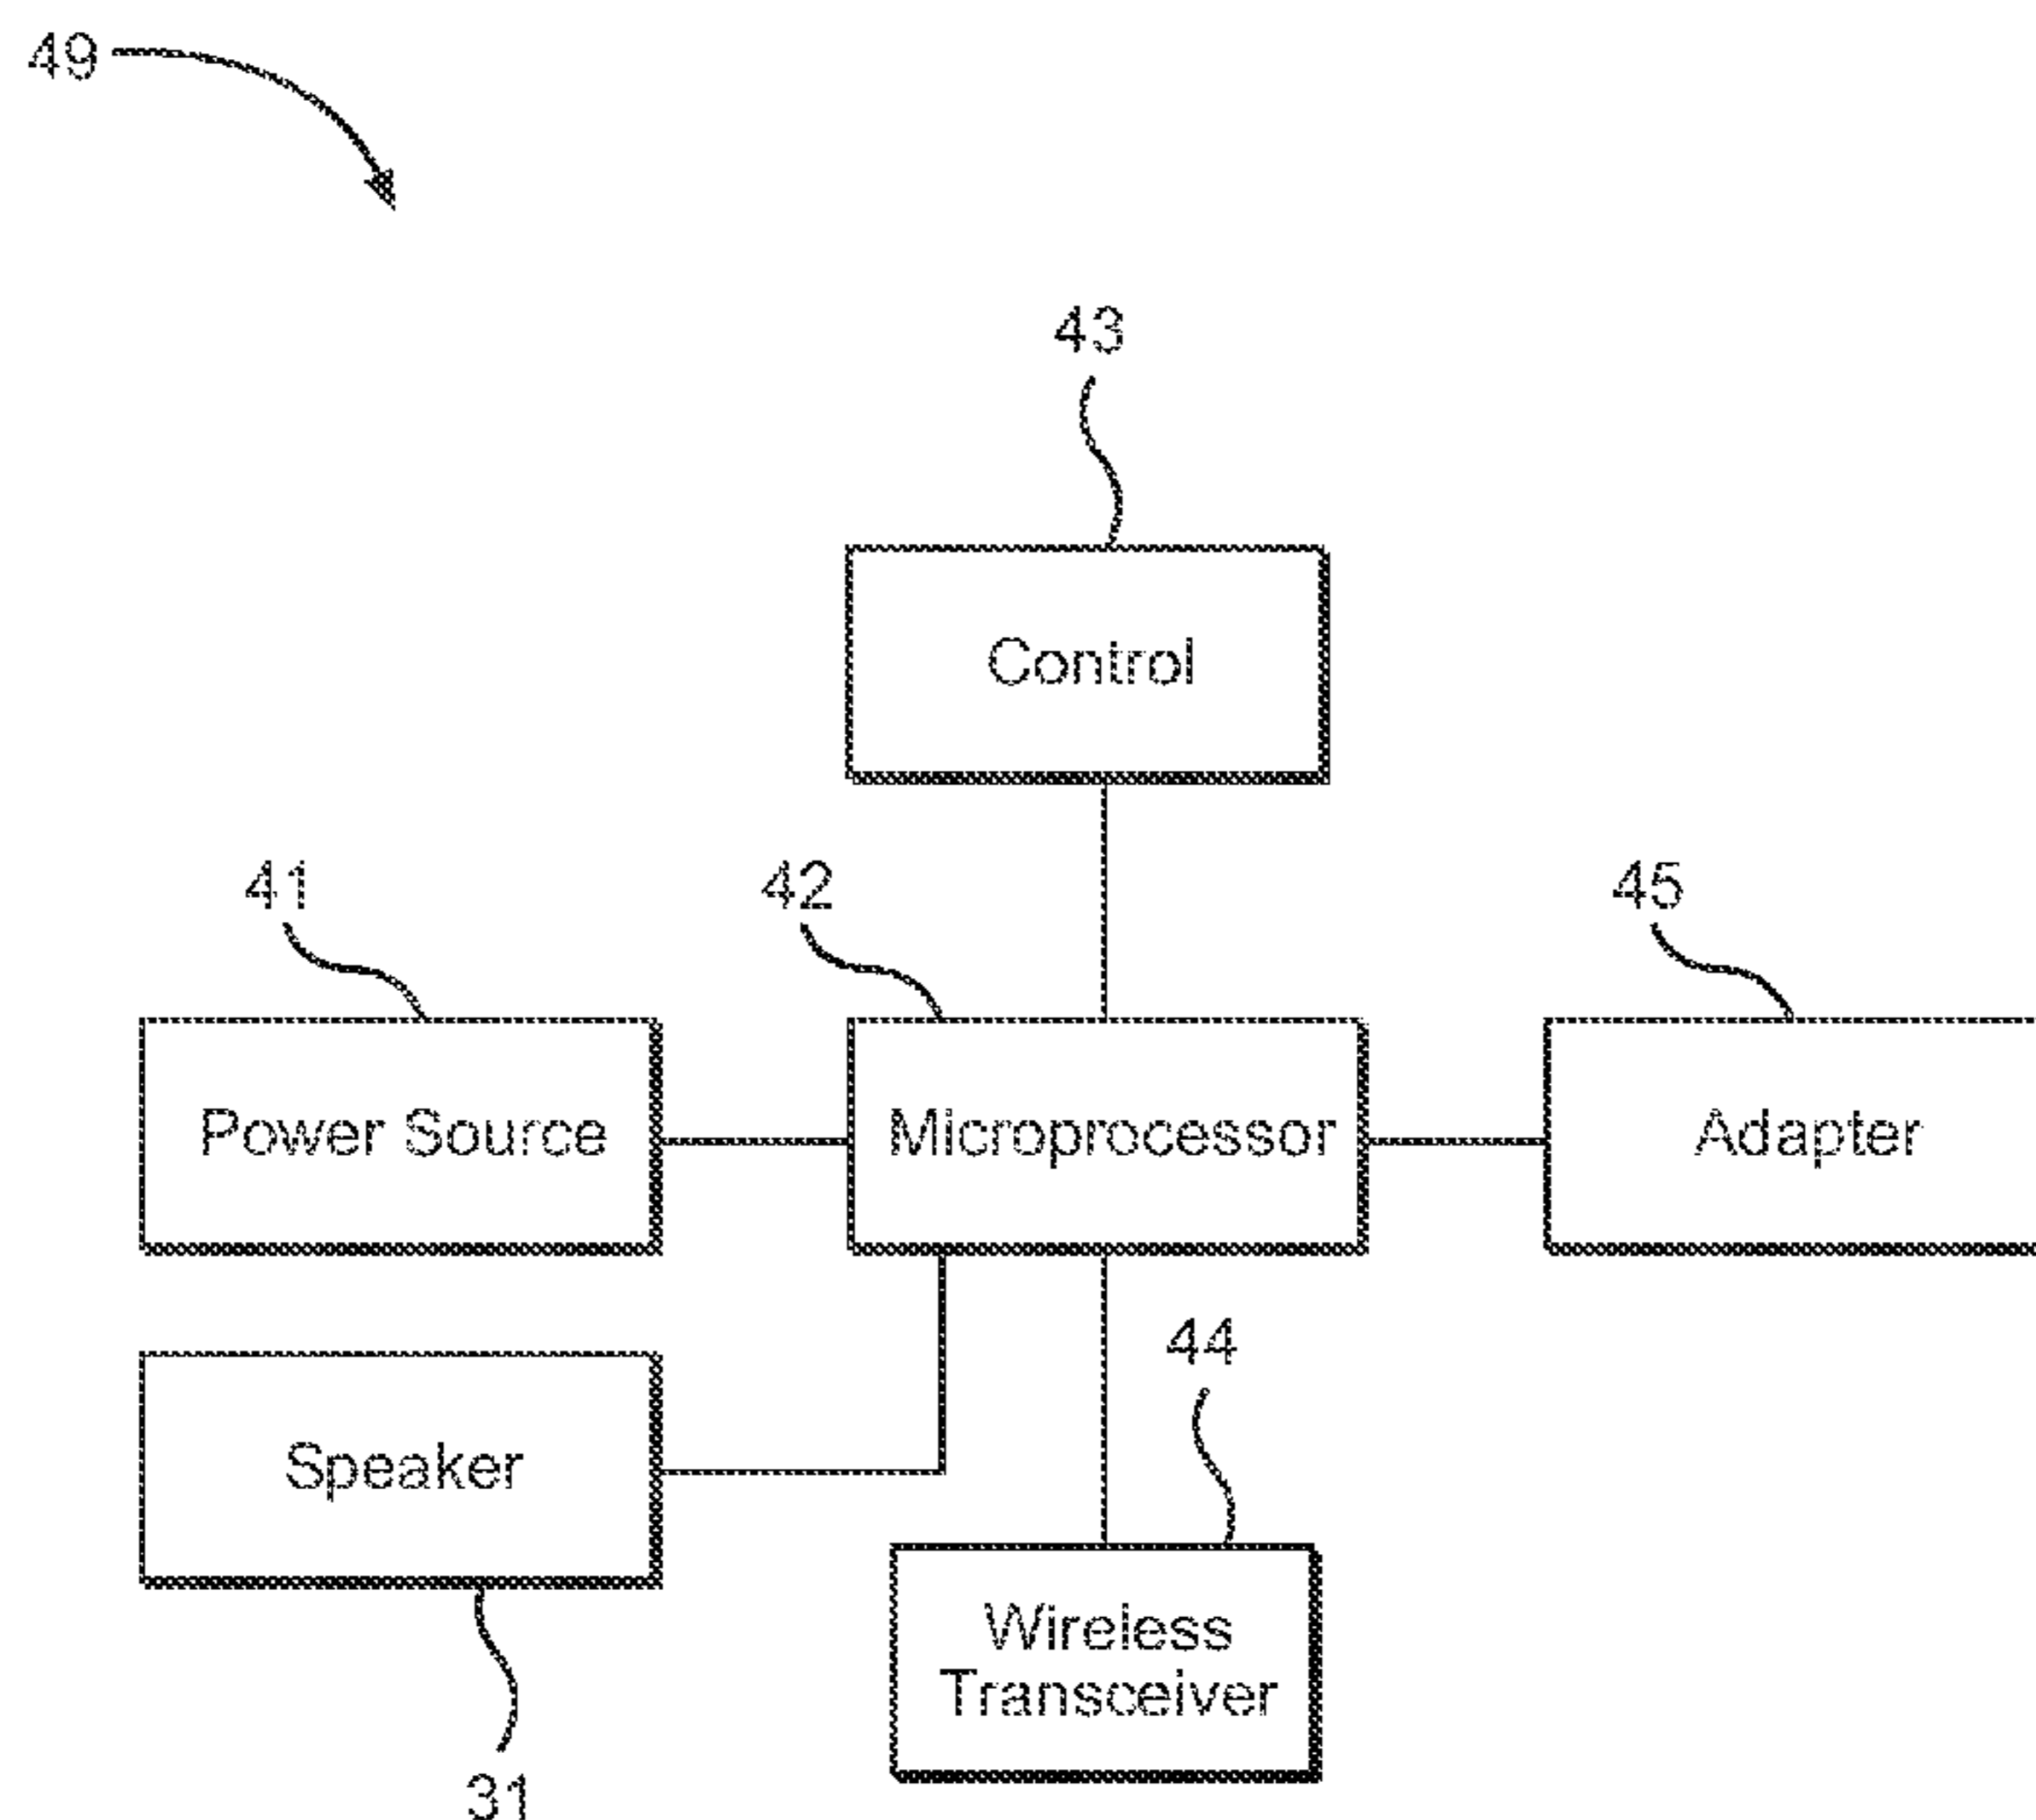 49
43
Control
41
42
45
Power Source
Microprocessor
Adapter
44
Speaker
Wireless
Transceiver
31